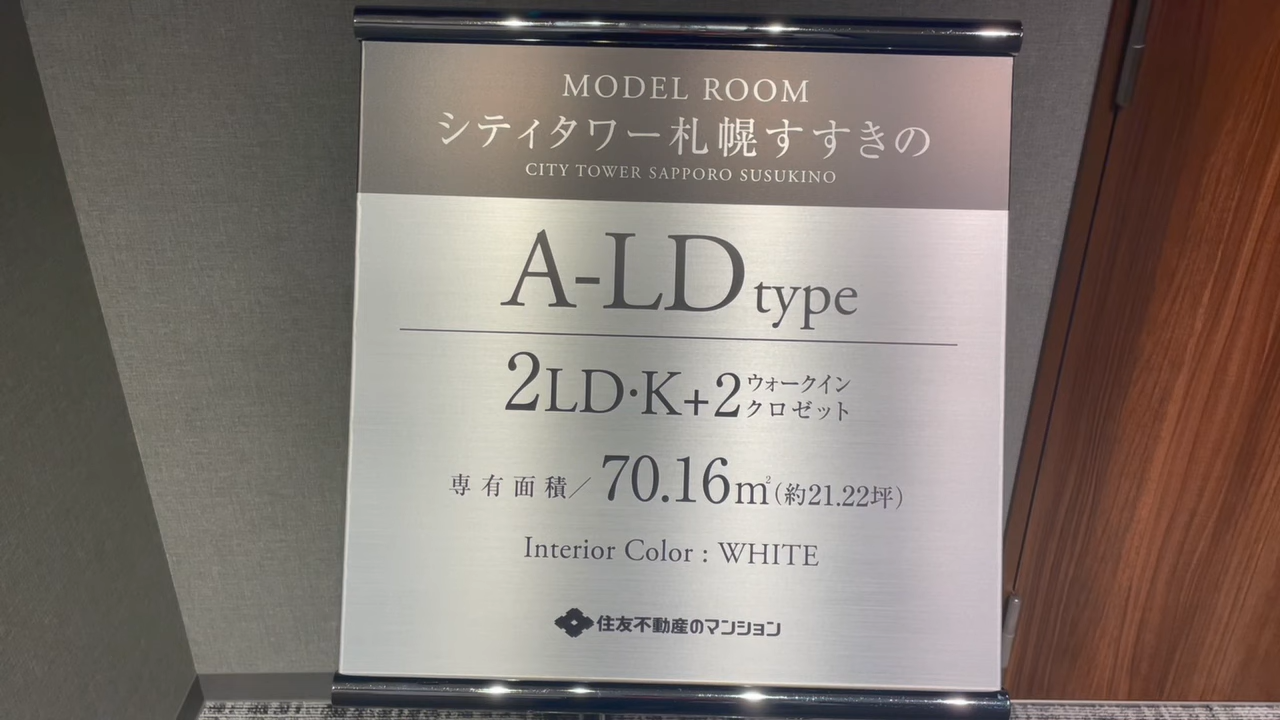 MODEL ROOM
シティタワー札幌すすきの
CITY TOWER SAPPORO SUSUKINO
A-LD type
2LD·K+2ウォークインクロゼット
専有面積/70.16㎡(約21.22坪)
Interior Color : WHITE
住友不動産のマンション